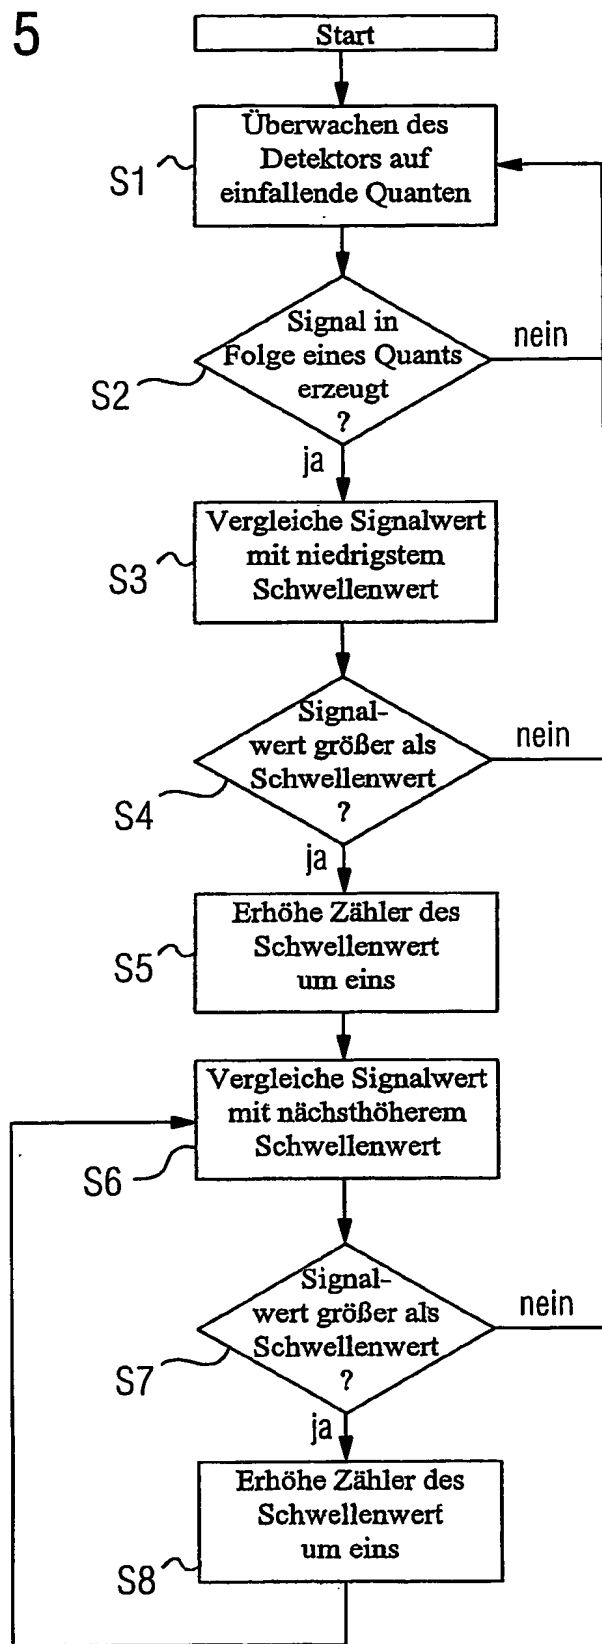 5
Start
Überwachen des
Detektors auf
einfallende Quanten
S1
Signal in
Folge eines Quants
erzeugt
?
nein
S2
ja
Vergleiche Signalwert
mit niedrigstem
Schwellenwert
S3
Signal-
wert größer als
Schwellenwert
?
nein
S4
ja
Erhöhe Zähler des
Schwellenwert
um eins
S5
Vergleiche Signalwert
mit nächsthöherem
Schwellenwert
S6
Signal-
wert größer als
Schwellenwert
?
nein
S7
ja
Erhöhe Zähler des
Schwellenwert
um eins
S8